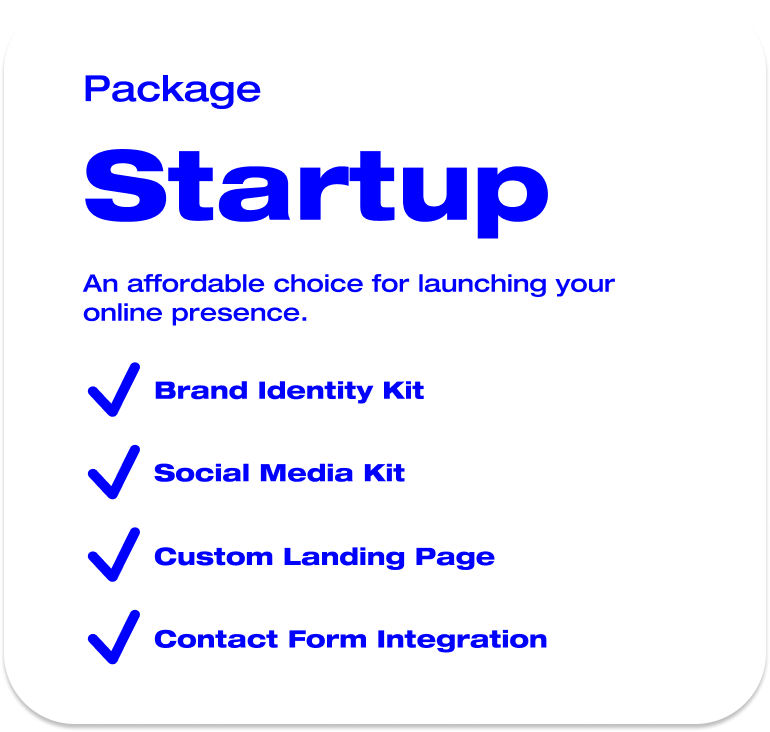 Package
Startup
An affordable choice for launching your
online presence.
Brand Identity Kit
Social Media Kit
Custom Landing Page
Contact Form Integration